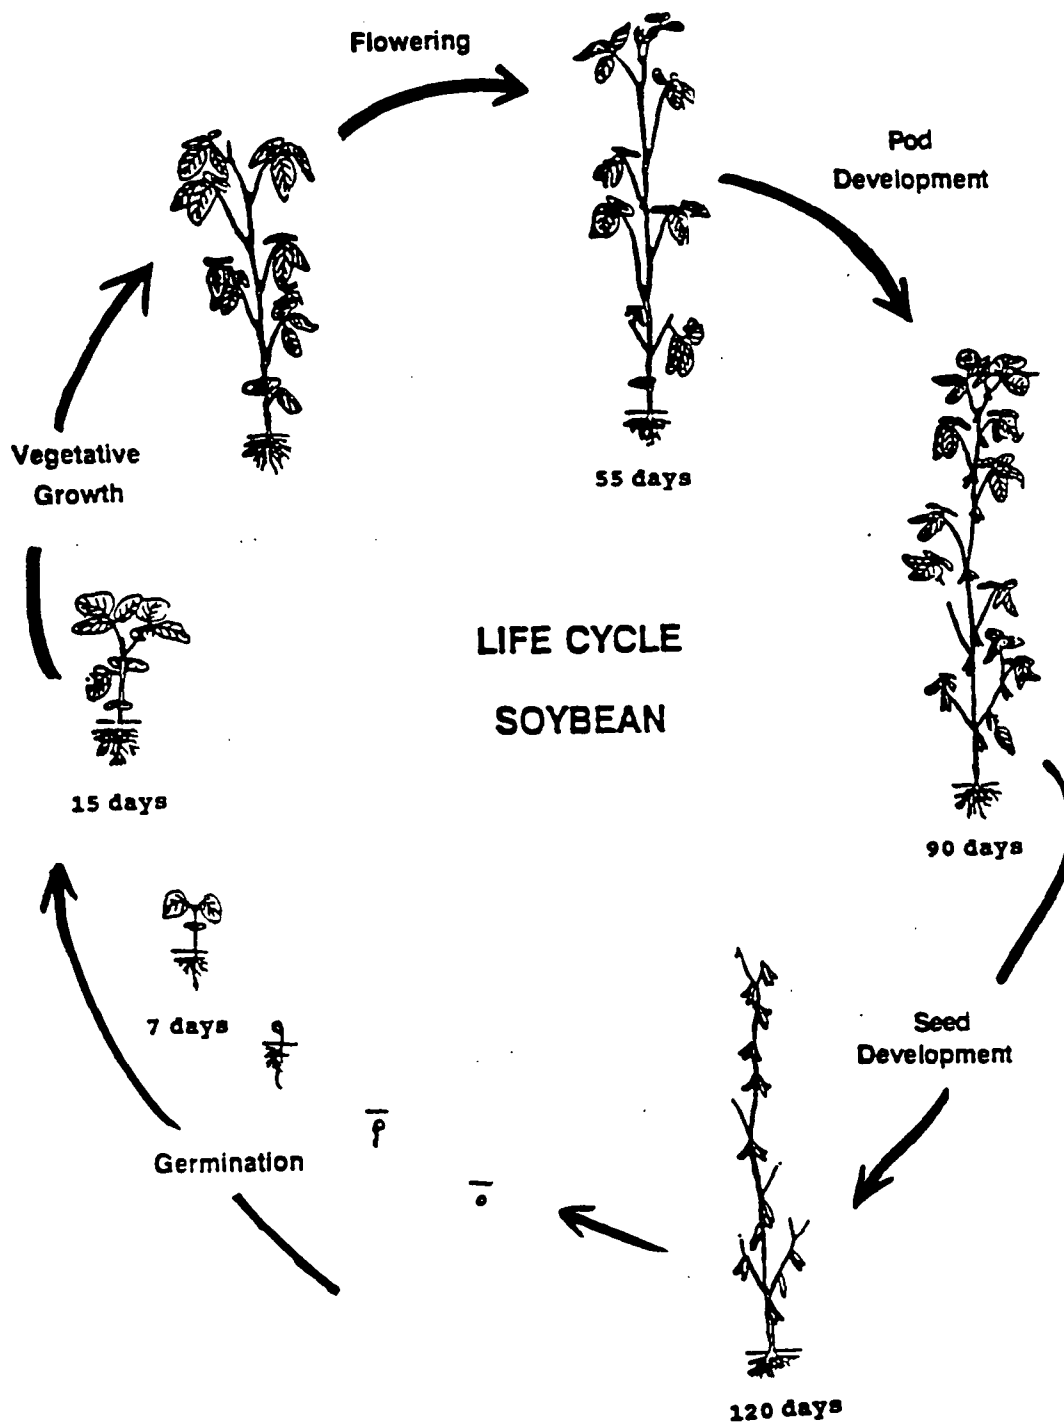 Flowering
Pod
Development
55 days
Vegetative
Growth
LIFE CYCLE
SOYBEAN
15 days
90 days
7 days
Seed
Development
Germination
120 days